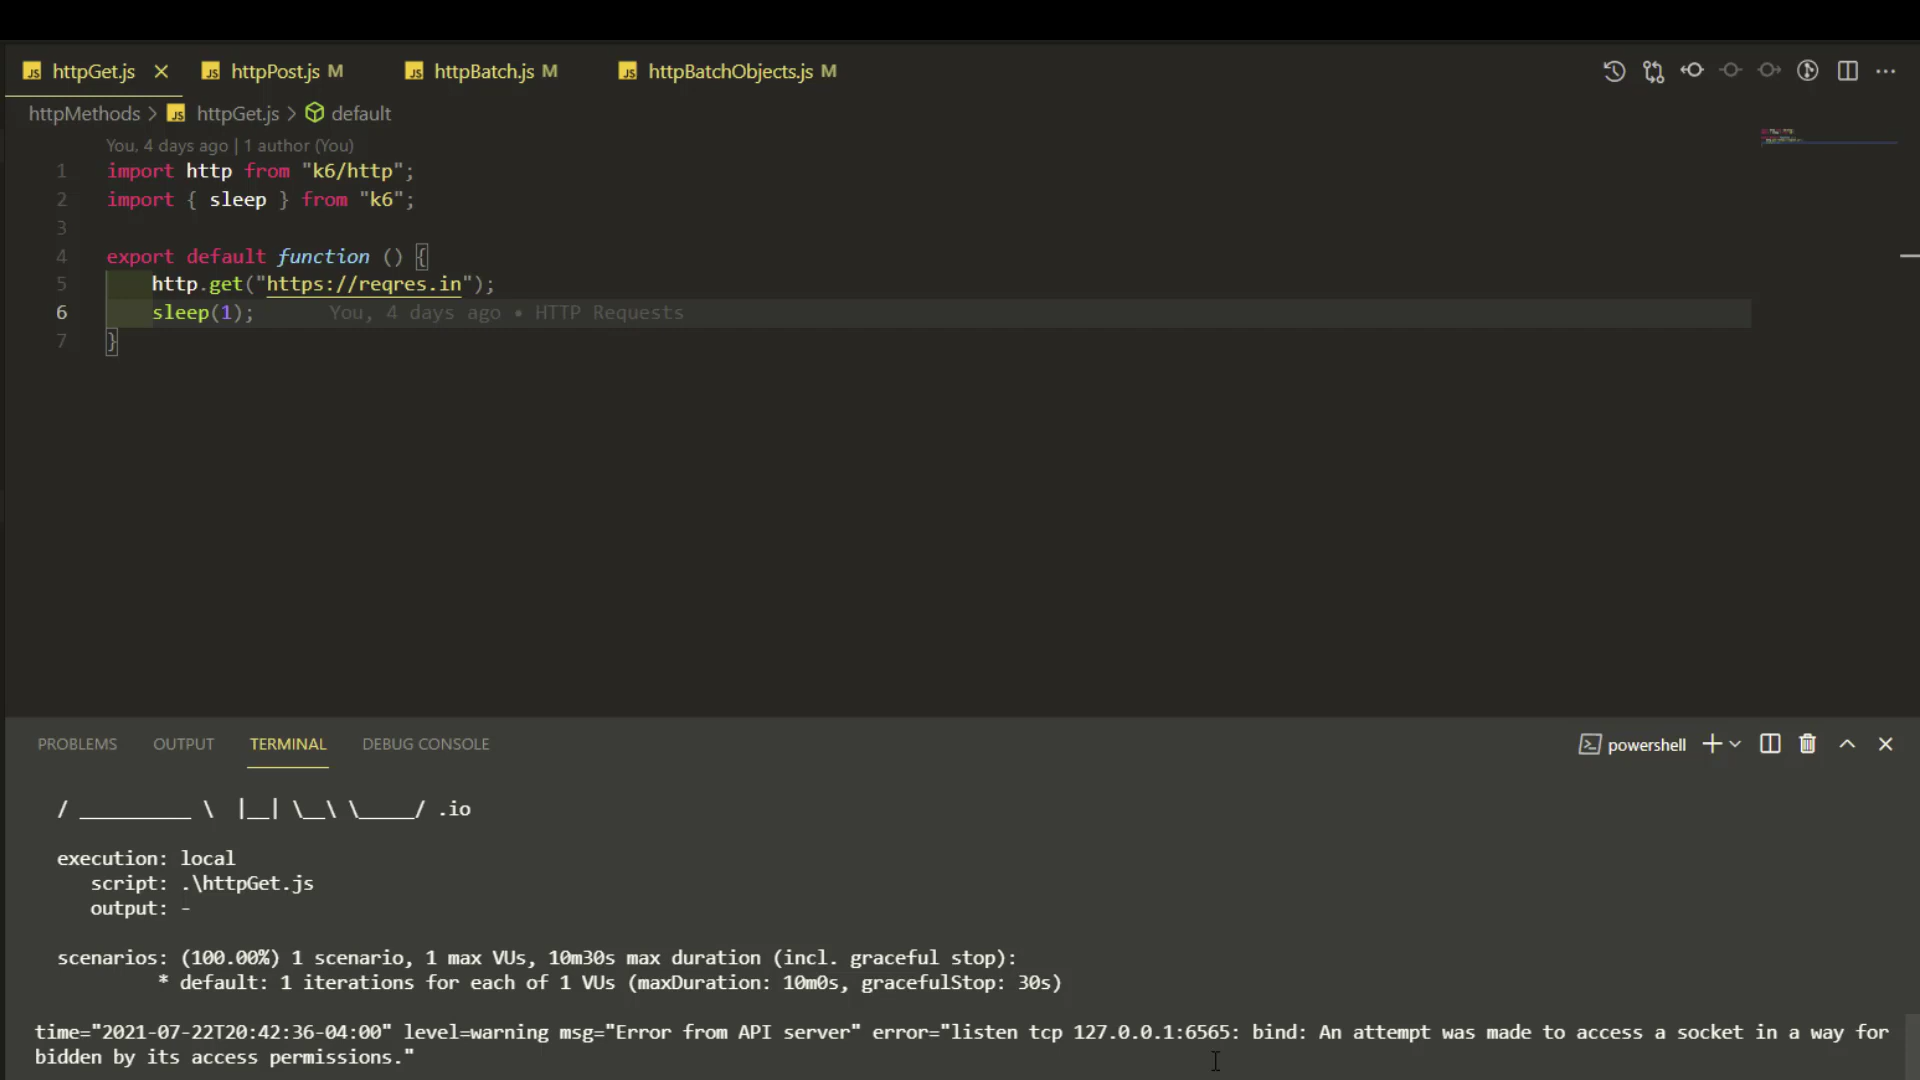 httpGet.js httpPost.js M httpBatch.js M httpBatchObjects.js M
httpMethods > httpGet.js > default
You, 4 days ago | 1 author (You)
1 import http from "k6/http";
2 import { sleep } from "k6";
3
4 export default function () {
5 http.get("https://reqres.in");
6 sleep(1); You, 4 days ago • HTTP Requests
7 }
PROBLEMS OUTPUT TERMINAL DEBUG CONSOLE powershell
/ __________ \ |__| \__\ \_____/ .io
execution: local
script: .\httpGet.js
output: -
scenarios: (100.00%) 1 scenario, 1 max VUs, 10m30s max duration (incl. graceful stop):
* default: 1 iterations for each of 1 VUs (maxDuration: 10m0s, gracefulStop: 30s)
time="2021-07-22T20:42:36-04:00" level=warning msg="Error from API server" error="listen tcp 127.0.0.1:6565: bind: An attempt was made to access a socket in a way for
bidden by its access permissions."